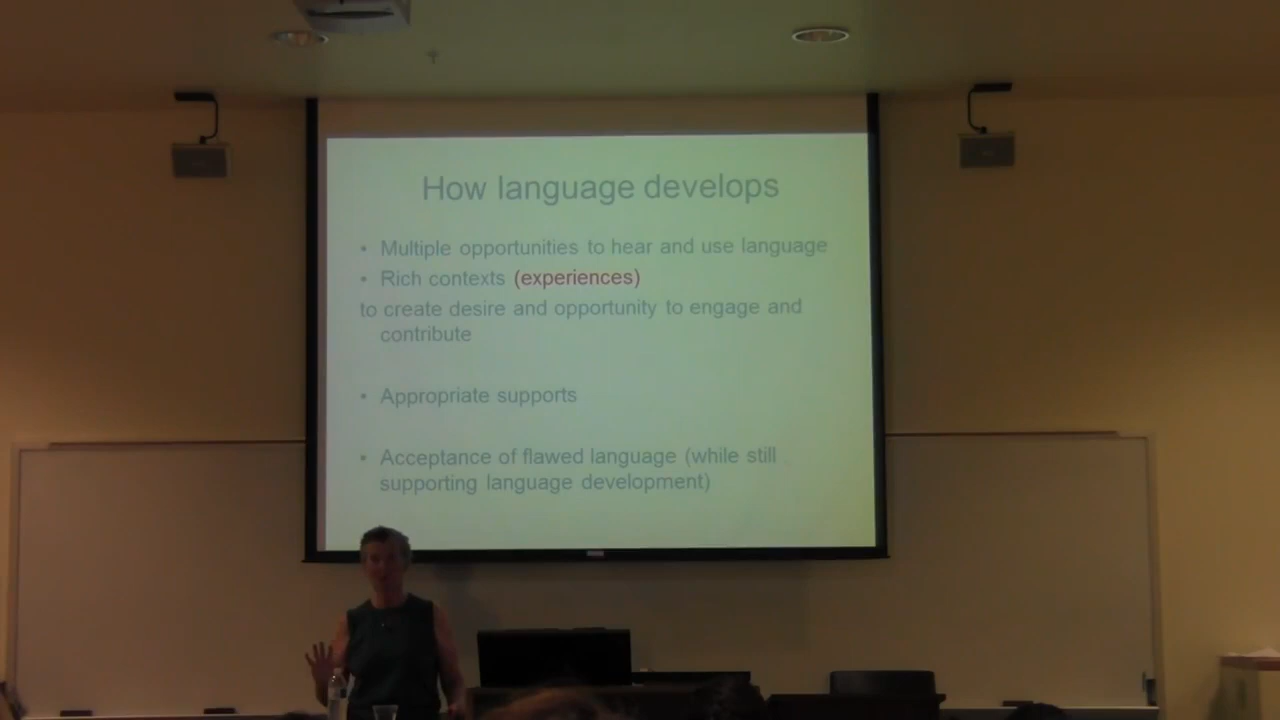 How language develops
• Multiple opportunities to hear and use language
• Rich contexts (experiences)
to create desire and opportunity to engage and
contribute
• Appropriate supports
• Acceptance of flawed language (while still
supporting language development)